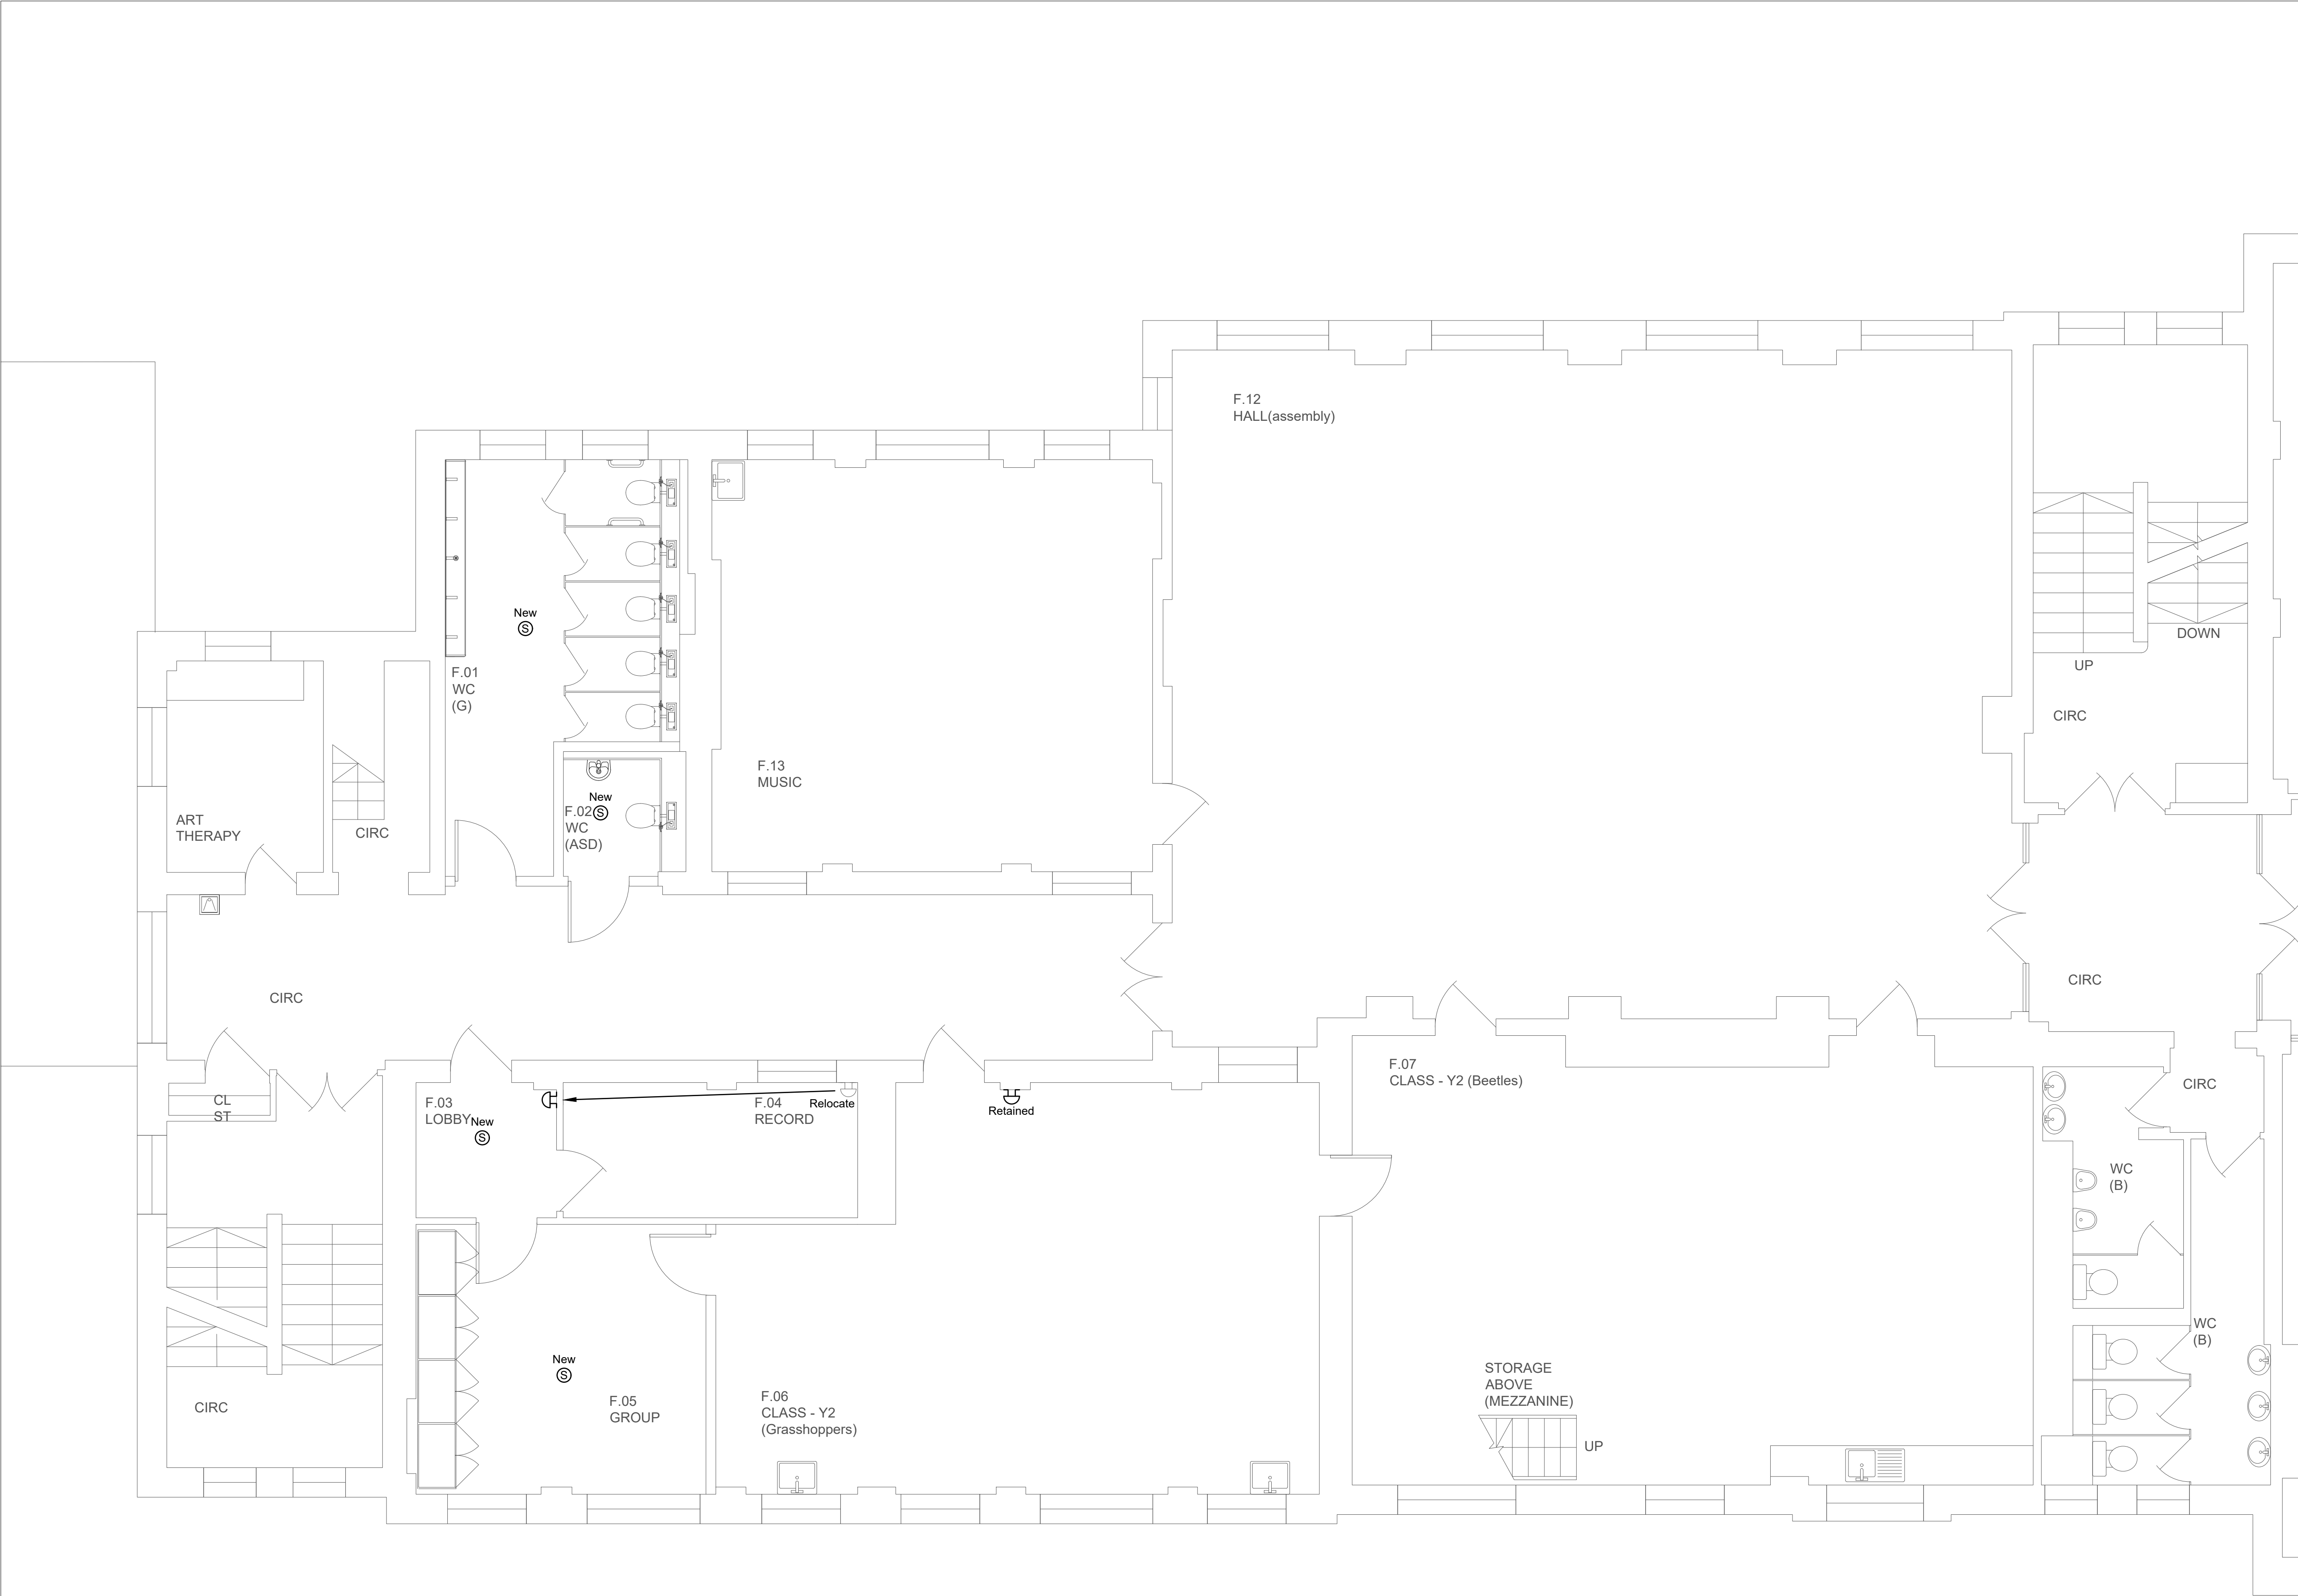 F.12
HALL(assembly)
New
S
F.01
WC
(G)
DOWN
UP
CIRC
F.13
MUSIC
New
S
F.02
WC
(ASD)
ART
THERAPY
CIRC
CIRC
CIRC
F.07
CLASS - Y2 (Beetles)
CIRC
CL
ST
F.03
LOBBY
New
S
F.04
RECORD
Relocate
Retained
WC
(B)
WC
(B)
New
S
F.05
GROUP
F.06
CLASS - Y2
(Grasshoppers)
STORAGE
ABOVE
(MEZZANINE)
UP
CIRC